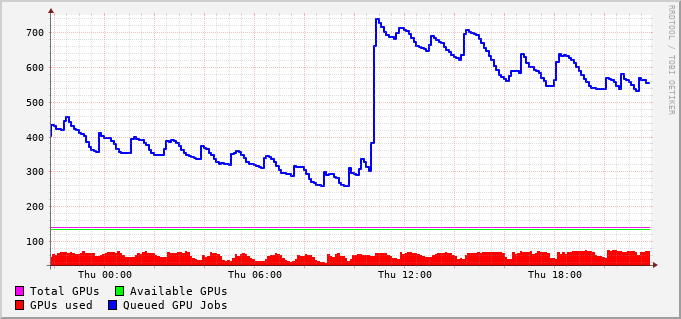 RRDTOOL / TOBI OETIKER
700
600
500
400
300
200
100
Thu 00:00 Thu 06:00 Thu 12:00 Thu 18:00
Total GPUs Available GPUs
GPUs used Queued GPU Jobs